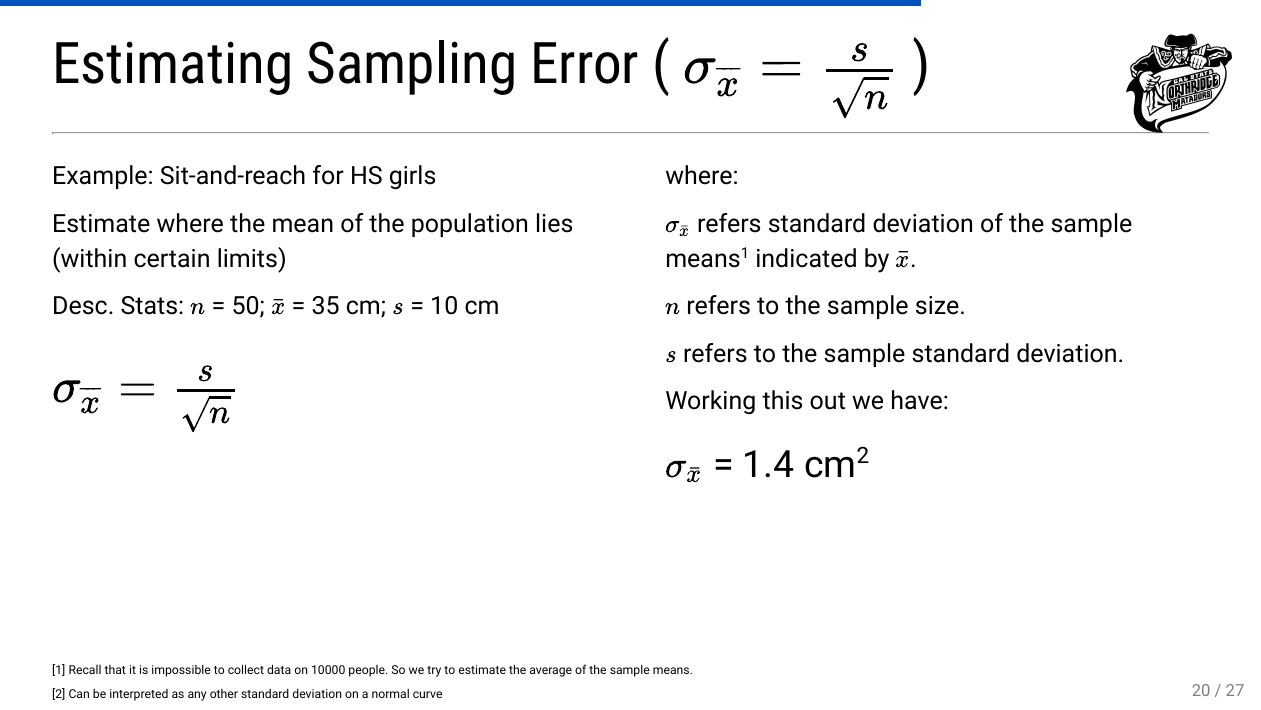 Estimating Sampling Error ( σx̄ = s/√n )
CAL STATE
NORTHRIDGE
MATADORS
Example: Sit-and-reach for HS girls
Estimate where the mean of the population lies
(within certain limits)
Desc. Stats: n = 50; x̄ = 35 cm; s = 10 cm
σx̄ = s/√n
where:
σx̄ refers standard deviation of the sample
means¹ indicated by x̄.
n refers to the sample size.
s refers to the sample standard deviation.
Working this out we have:
σx̄ = 1.4 cm²
[1] Recall that it is impossible to collect data on 10000 people. So we try to estimate the average of the sample means.
[2] Can be interpreted as any other standard deviation on a normal curve
20 / 27